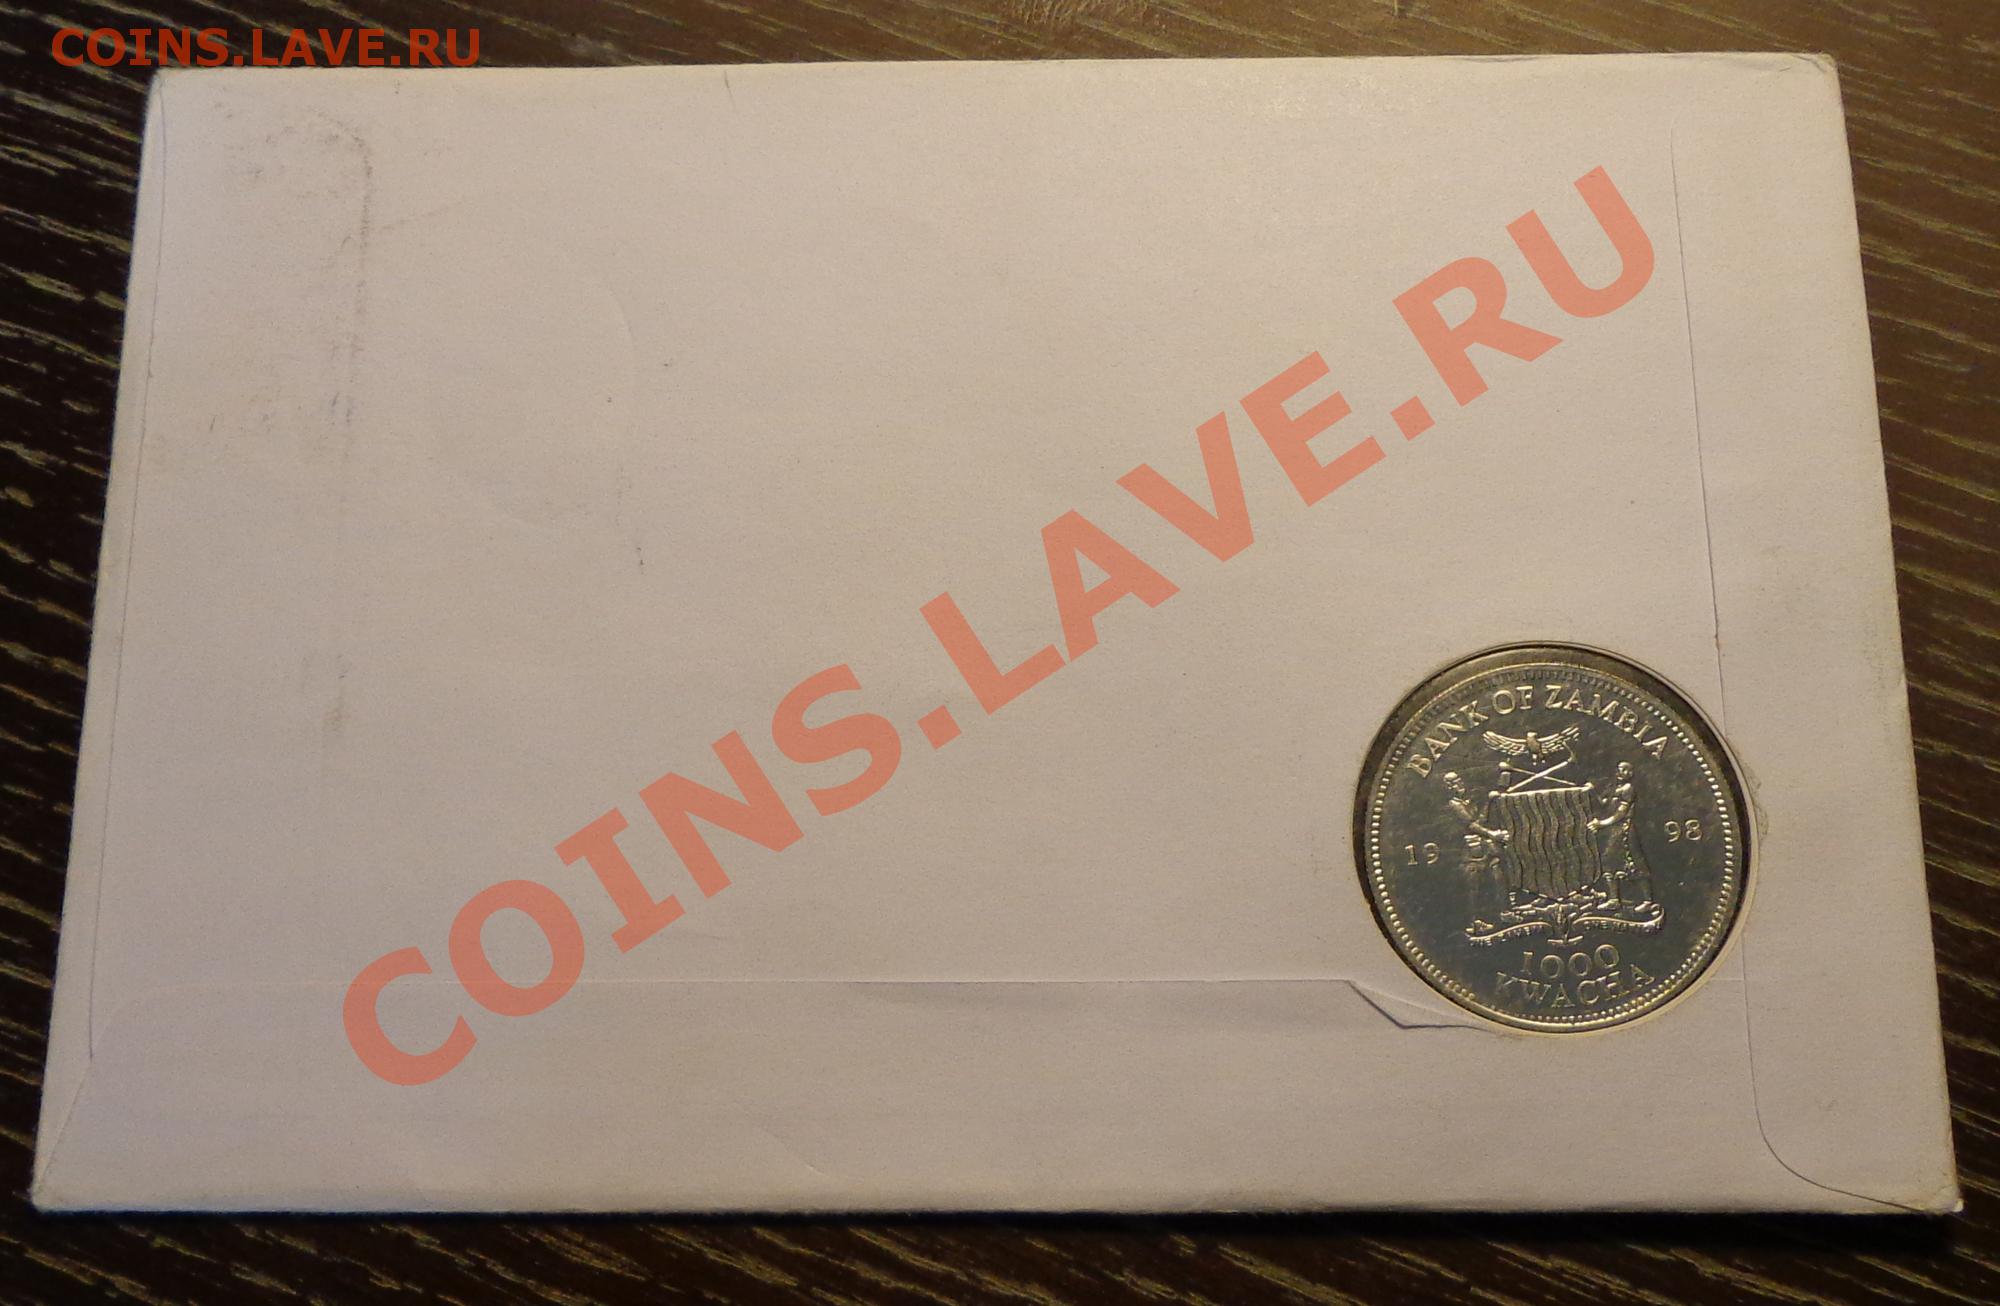 COINS.LAVE.RU
COINS.LAVE.RU
BANK OF ZAMBIA
19 98
1000
KWACHA